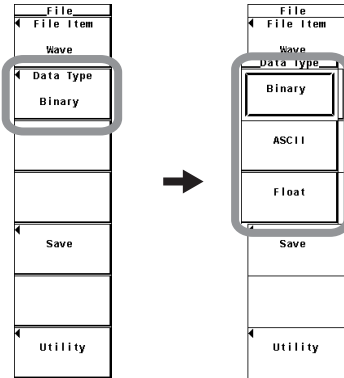 File
File Item
Wave
Data Type
Binary
Save
Utility
File
File Item
Wave
Data Type
Binary
ASCII
Float
Save
Utility